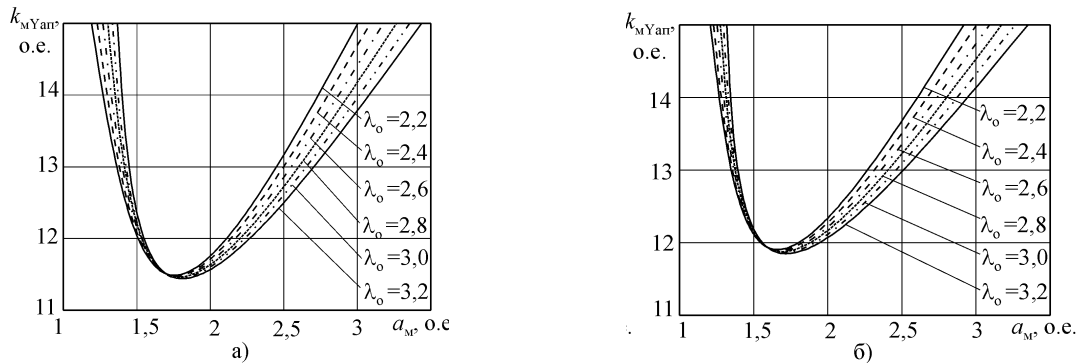 k_мYап,
о.е.
14
13
12
11
1 1,5 2 2,5 3 a_м, о.е.
λ_о=2,2
λ_о=2,4
λ_о=2,6
λ_о=2,8
λ_о=3,0
λ_о=3,2
а)
k_мYап,
о.е.
14
13
12
11
1 1,5 2 2,5 3 a_м, о.е.
λ_о=2,2
λ_о=2,4
λ_о=2,6
λ_о=2,8
λ_о=3,0
λ_о=3,2
б)